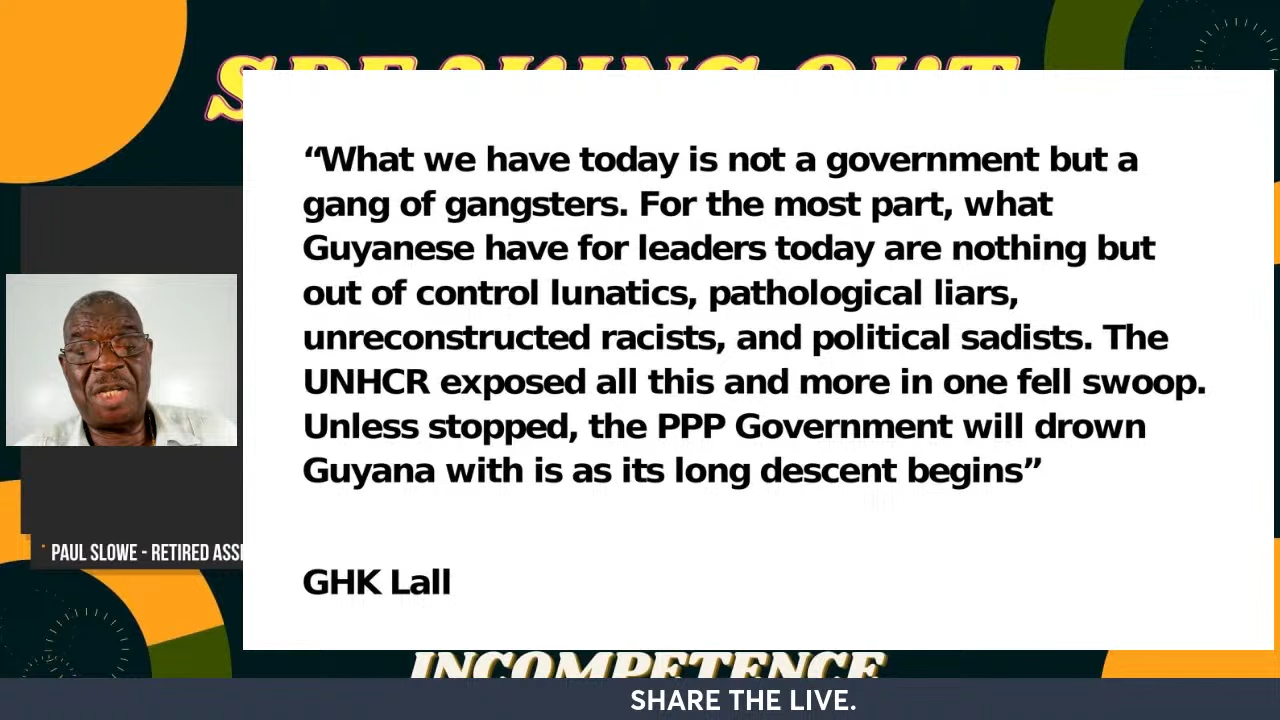 SPEAKING OUT
“What we have today is not a government but a
gang of gangsters. For the most part, what
Guyanese have for leaders today are nothing but
out of control lunatics, pathological liars,
unreconstructed racists, and political sadists. The
UNHCR exposed all this and more in one fell swoop.
Unless stopped, the PPP Government will drown
Guyana with is as its long descent begins”
GHK Lall
PAUL SLOWE - RETIRED ASSI
INCOMPETENCE
SHARE THE LIVE.